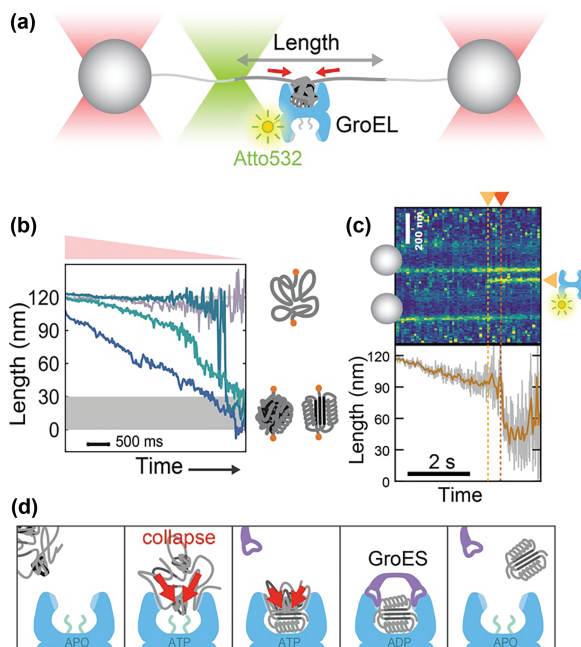 (a)
Length
GroEL
Atto532
(b)
Length (nm)
120
90
60
30
0
500 ms
Time
(c)
200 nm
Length (nm)
120
90
60
30
0
2 s
Time
(d)
collapse
GroES
APO
ATP
ATP
ADP
APO